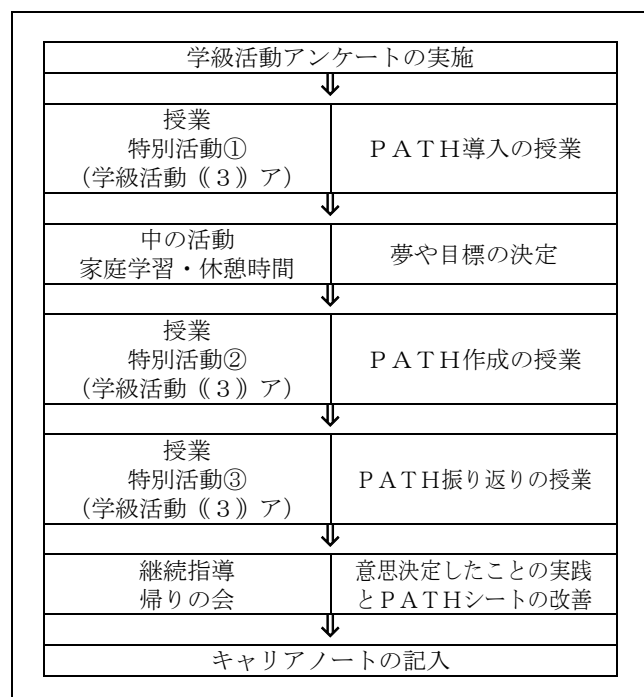 学級活動アンケートの実施
⇓
授業
特別活動①
(学級活動⟪3⟫ア)
PATH導入の授業
⇓
中の活動
家庭学習・休憩時間
夢や目標の決定
⇓
授業
特別活動②
(学級活動⟪3⟫ア)
PATH作成の授業
⇓
授業
特別活動③
(学級活動⟪3⟫ア)
PATH振り返りの授業
⇓
継続指導
帰りの会
意思決定したことの実践
とPATHシートの改善
⇓
キャリアノートの記入